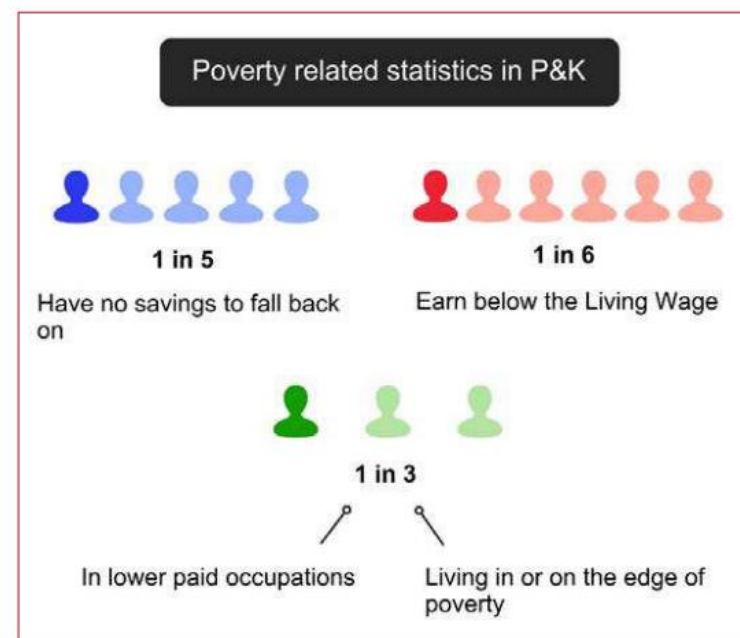 Poverty related statistics in P&K
1 in 5
Have no savings to fall back
on
1 in 6
Earn below the Living Wage
1 in 3
In lower paid occupations
Living in or on the edge of
poverty